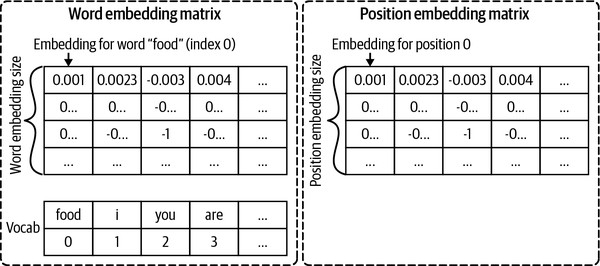 Word embedding matrix
Embedding for word “food” (index 0)
Word embedding size
0.001 0.0023 -0.003 0.004 ...
0... 0... -0... 0... ...
0... -0... -1 -0... ...
... ... ... ... ...
Vocab
food i you are ...
0 1 2 3 ...
Position embedding matrix
Embedding for position 0
Position embedding size
0.001 0.0023 -0.003 0.004 ...
0... 0... -0... 0... ...
0... -0... -1 -0... ...
... ... ... ... ...